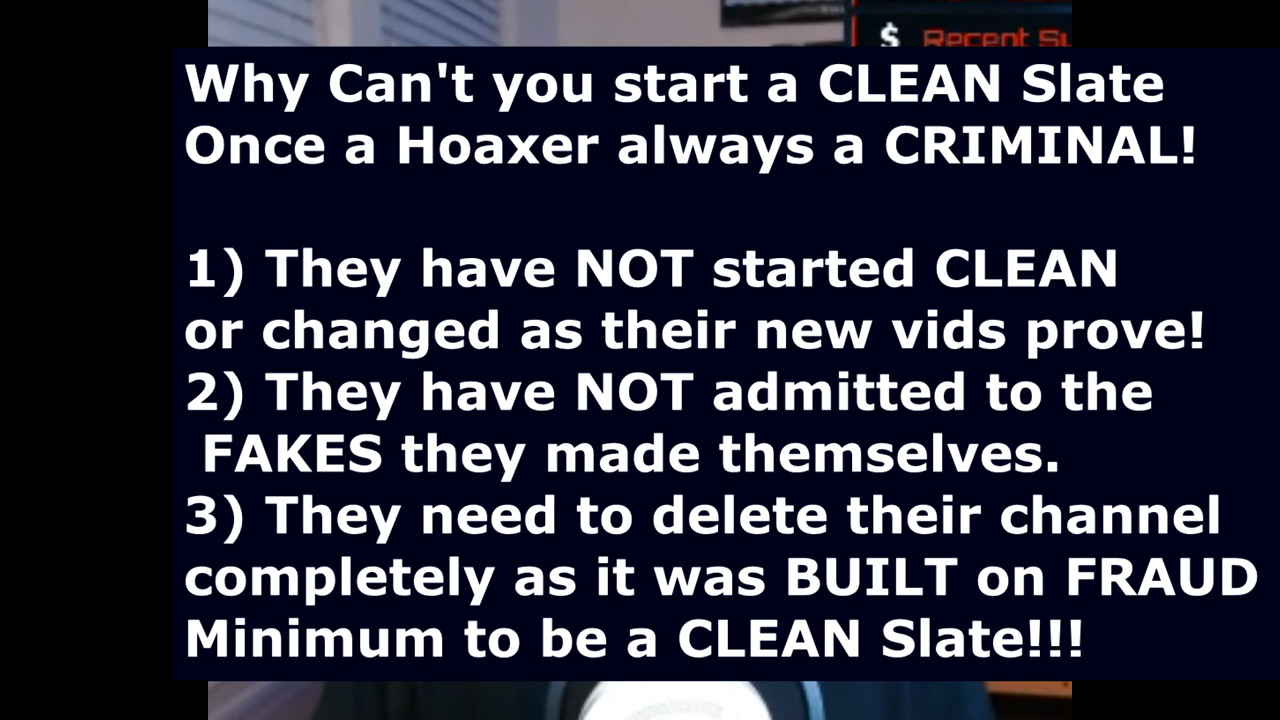 $ Recent Su
Why Can't you start a CLEAN Slate
Once a Hoaxer always a CRIMINAL!
1) They have NOT started CLEAN
or changed as their new vids prove!
2) They have NOT admitted to the
FAKES they made themselves.
3) They need to delete their channel
completely as it was BUILT on FRAUD
Minimum to be a CLEAN Slate!!!